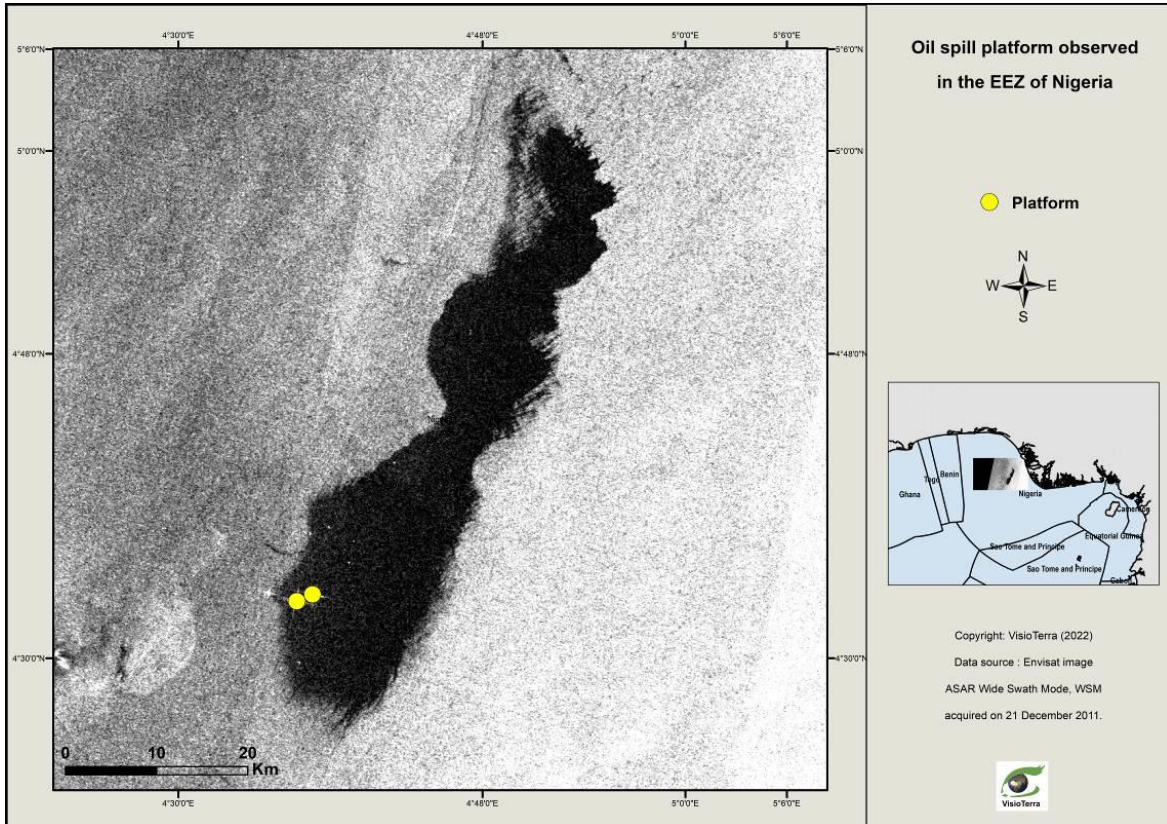 Oil spill platform observed
in the EEZ of Nigeria
Platform
N
W E
S
4°30'0"E 4°48'0"E 5°0'0"E 5°6'0"E
5°6'0"N 5°6'0"N
5°0'0"N 5°0'0"N
4°48'0"N 4°48'0"N
4°30'0"N 4°30'0"N
0 10 20
Km
4°30'0"E 4°48'0"E 5°0'0"E 5°6'0"E
Ghana
Togo
Benin
Nigeria
Cameroon
Equatorial Guinea
Sao Tome and Principe
Sao Tome and Principe
Gabon
Copyright: VisioTerra (2022)
Data source : Envisat image
ASAR Wide Swath Mode, WSM
acquired on 21 December 2011.
VisioTerra